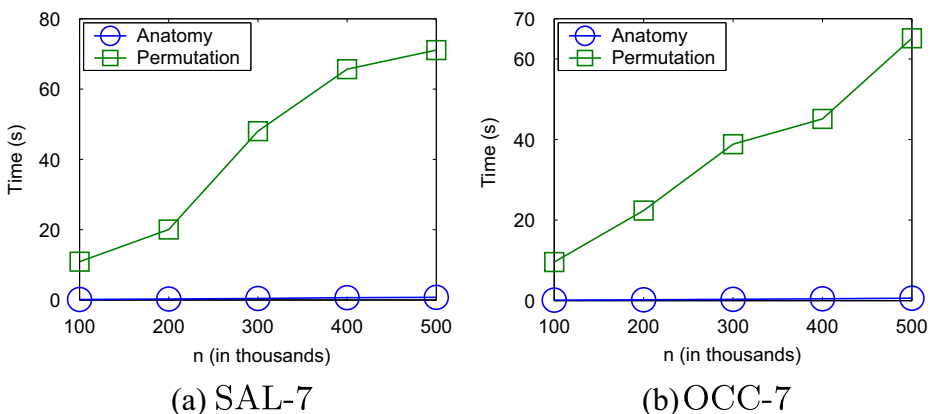 80
60
40
20
0
Time (s)
Anatomy
Permutation
100 200 300 400 500
n (in thousands)
(a) SAL-7
70
60
40
20
0
Time (s)
Anatomy
Permutation
100 200 300 400 500
n (in thousands)
(b) OCC-7